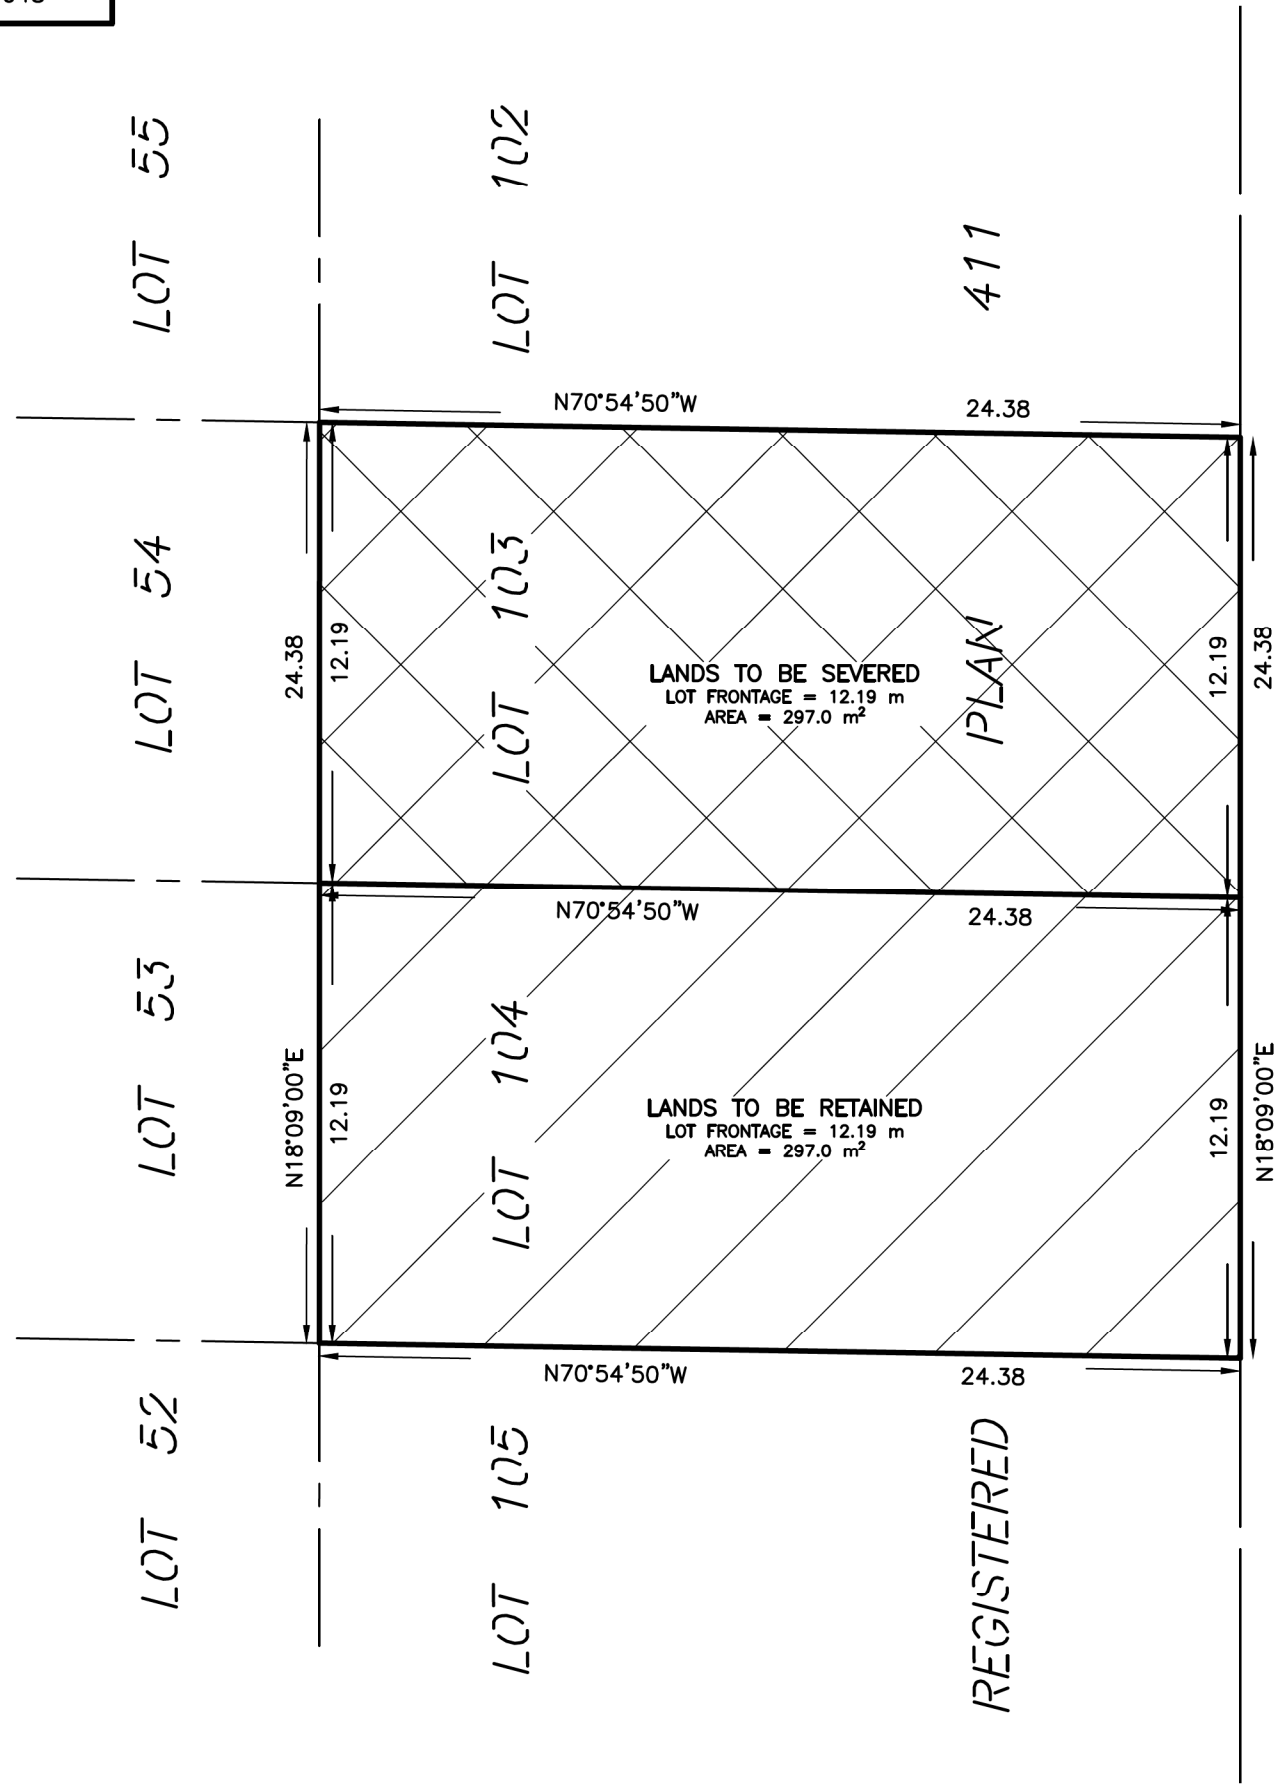 LOT 55
LOT 102
411
N70°54'50"W
24.38
LOT 54
24.38
12.19
LOT 103
LANDS TO BE SEVERED
LOT FRONTAGE = 12.19 m
AREA = 297.0 m²
PLAN
12.19
24.38
N70°54'50"W
24.38
LOT 53
N18°09'00"E
12.19
LOT 104
LANDS TO BE RETAINED
LOT FRONTAGE = 12.19 m
AREA = 297.0 m²
12.19
N18°09'00"E
N70°54'50"W
24.38
LOT 52
LOT 105
REGISTERED